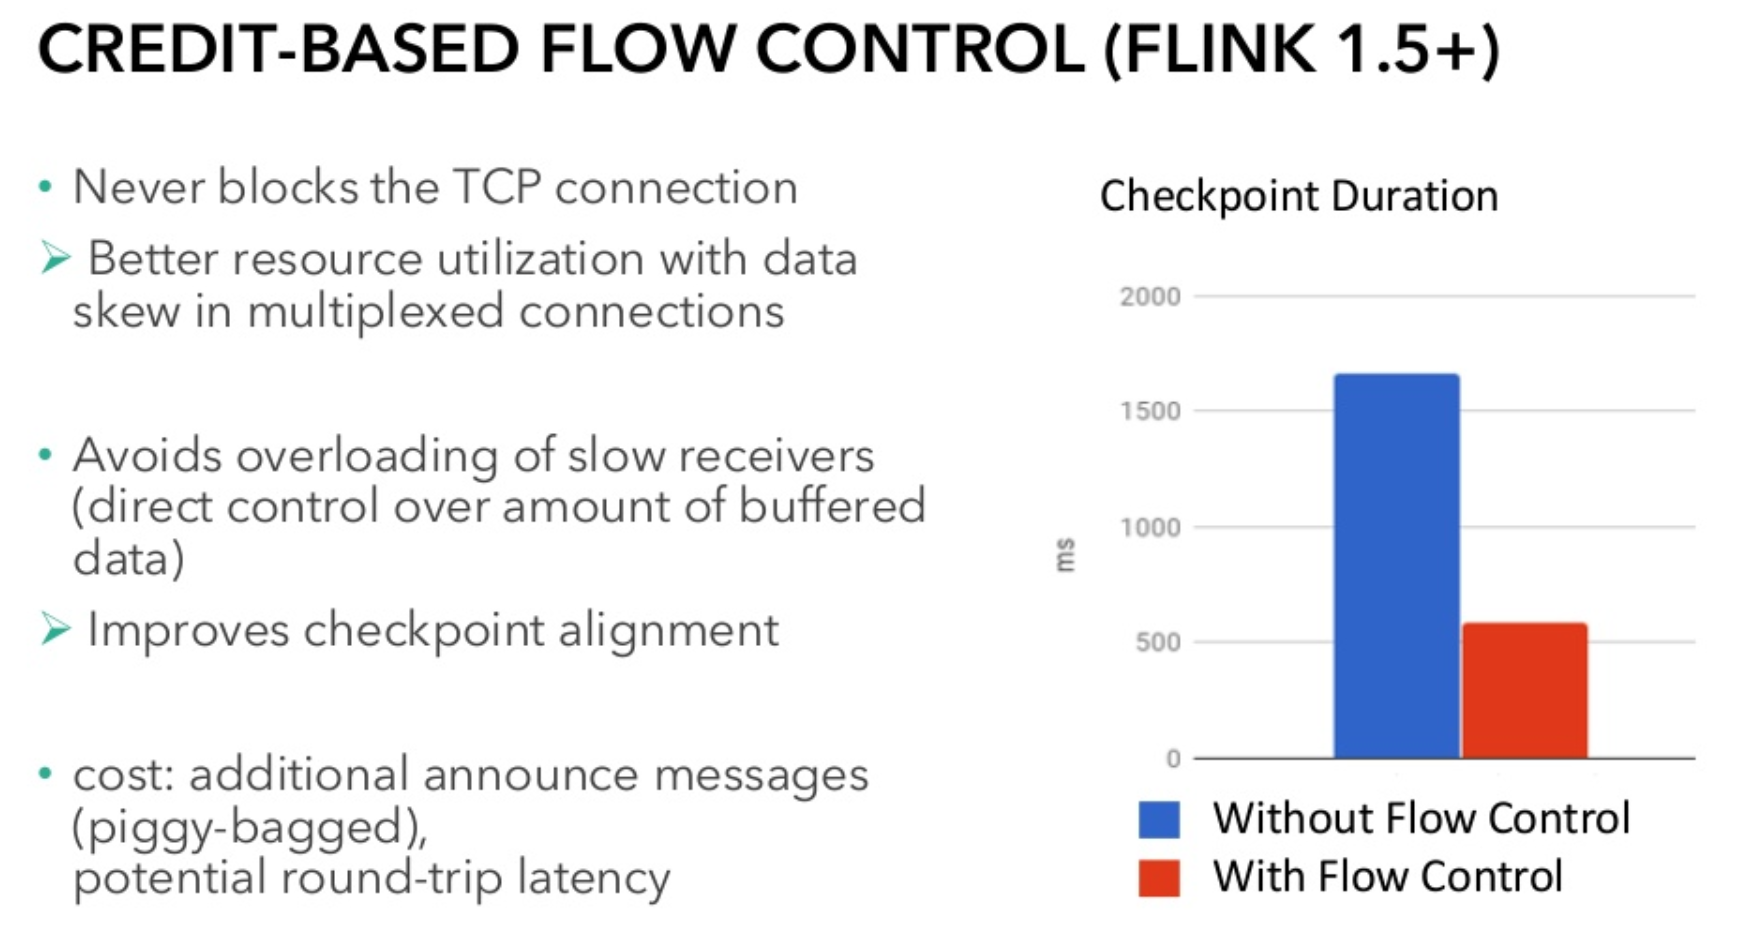 CREDIT-BASED FLOW CONTROL (FLINK 1.5+)
• Never blocks the TCP connection
➢ Better resource utilization with data
skew in multiplexed connections
• Avoids overloading of slow receivers
(direct control over amount of buffered
data)
➢ Improves checkpoint alignment
• cost: additional announce messages
(piggy-bagged),
potential round-trip latency
Checkpoint Duration
2000
1500
1000
500
0
ms
Without Flow Control
With Flow Control